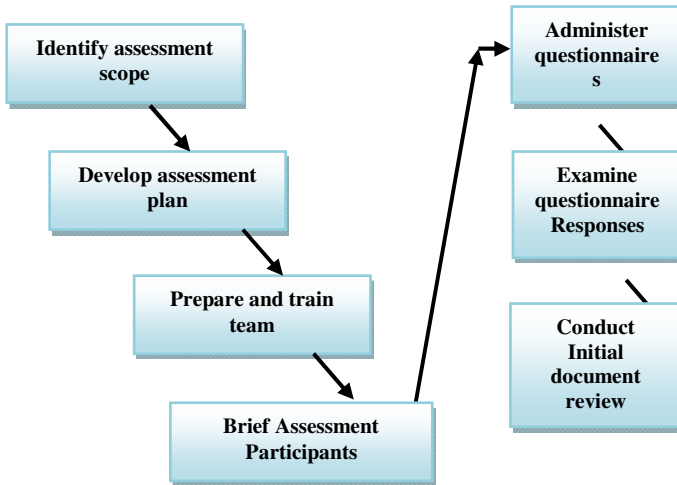 Identify assessment
scope
Develop assessment
plan
Prepare and train
team
Brief Assessment
Participants
Administer
questionnaire
s
Examine
questionnaire
Responses
Conduct
Initial
document
review